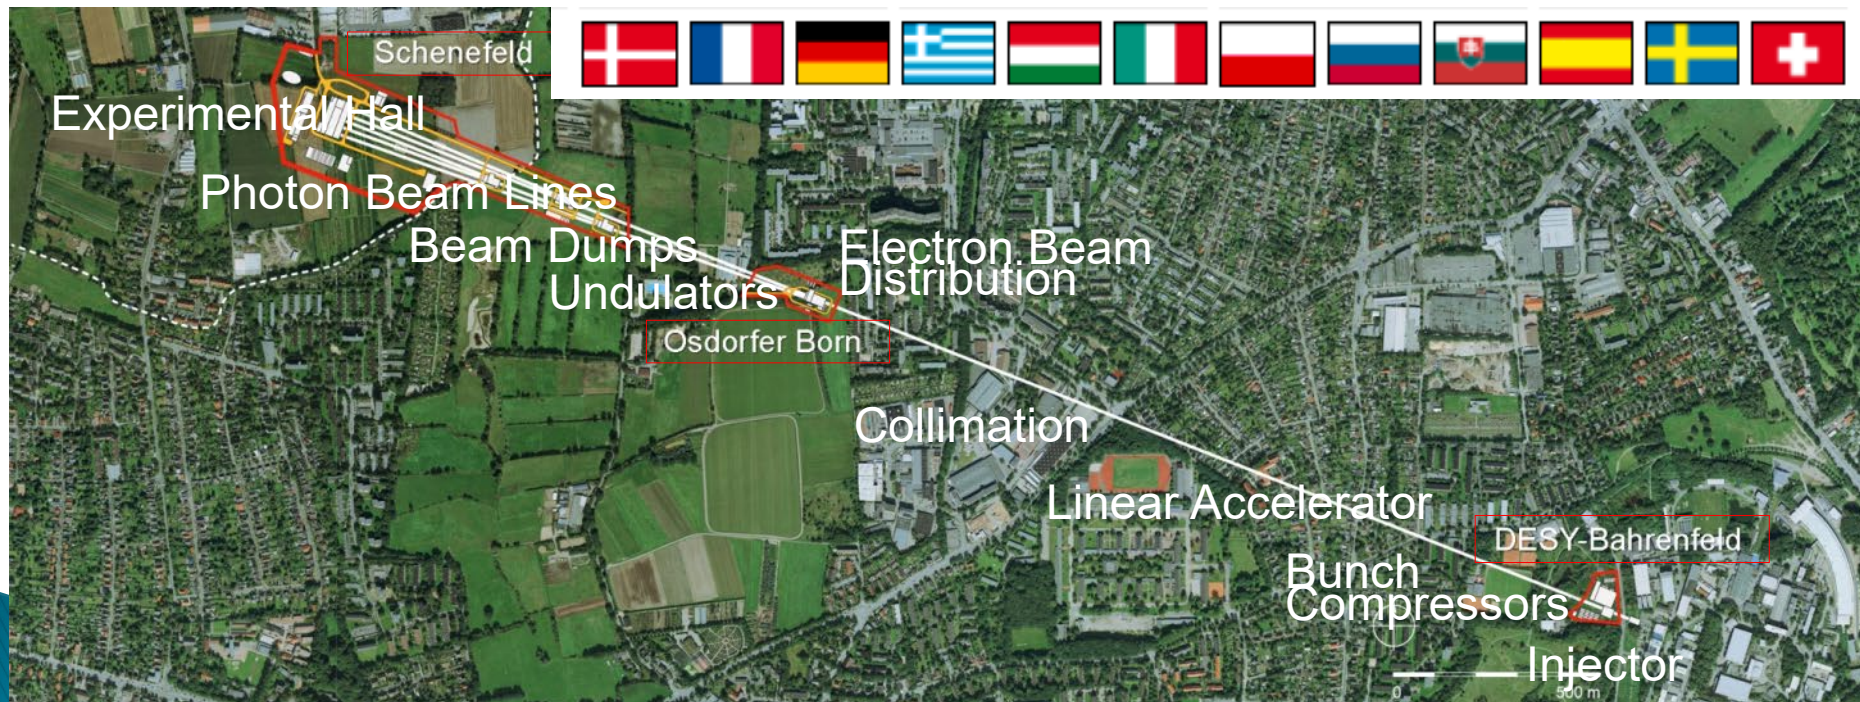 Schenefeld
Experimental Hall
Photon Beam Lines
Beam Dumps
Electron Beam
Distribution
Undulators
Osdorfer Born
Collimation
Linear Accelerator
DESY-Bahrenfeld
Bunch
Compressors
Injector
0 500 m